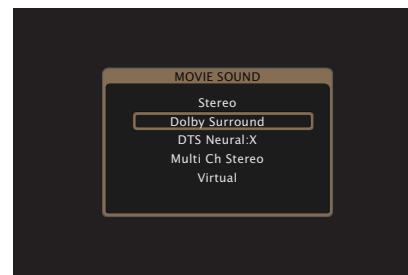 MOVIE SOUND
Stereo
Dolby Surround
DTS Neural:X
Multi Ch Stereo
Virtual